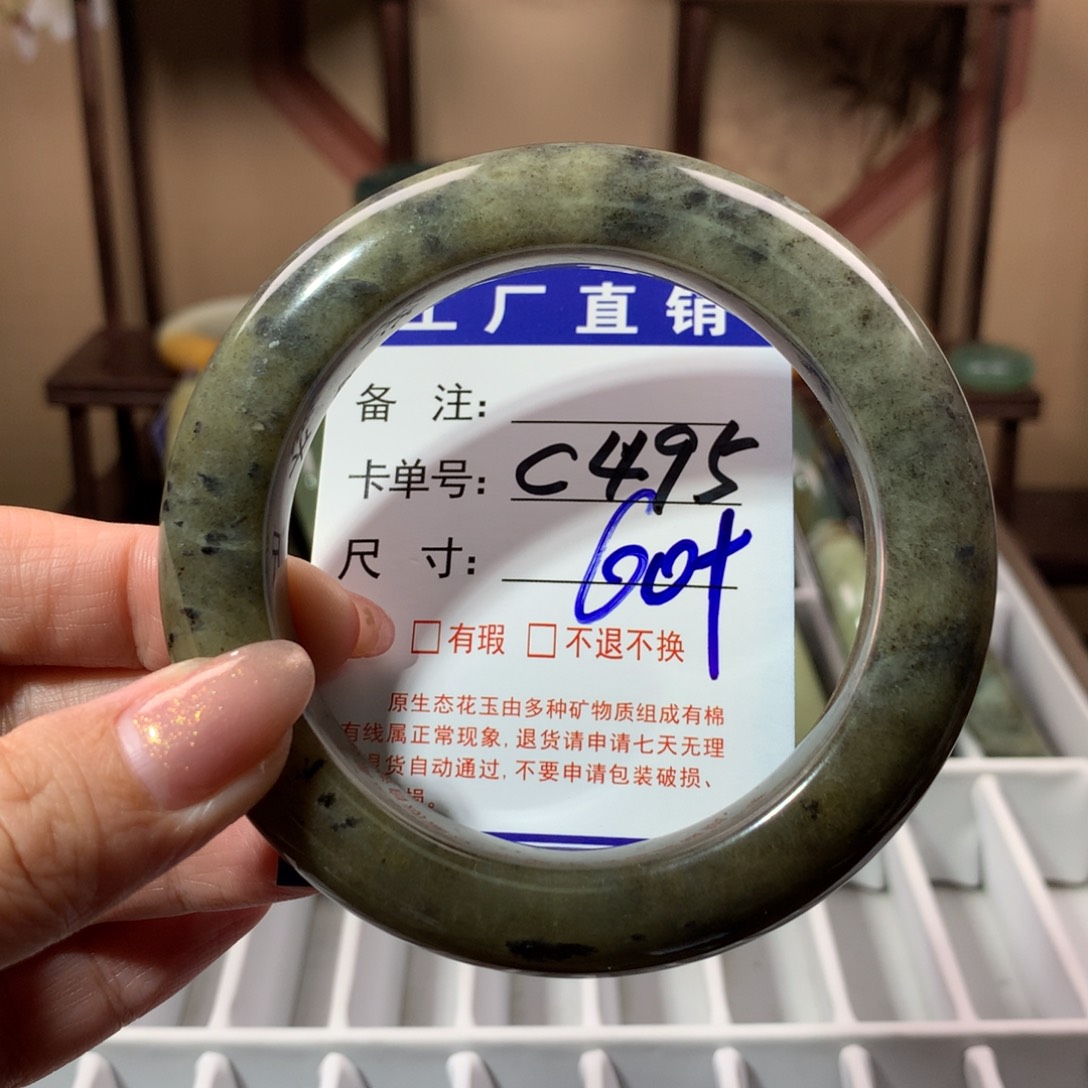 工厂直销
备 注:
卡单号: C495
尺 寸: 60+
□有瑕 □不退不换
原生态花玉由多种矿物质组成有棉
有线属正常现象, 退货请申请七天无理
退货自动通过, 不要申请包装破损、
损。